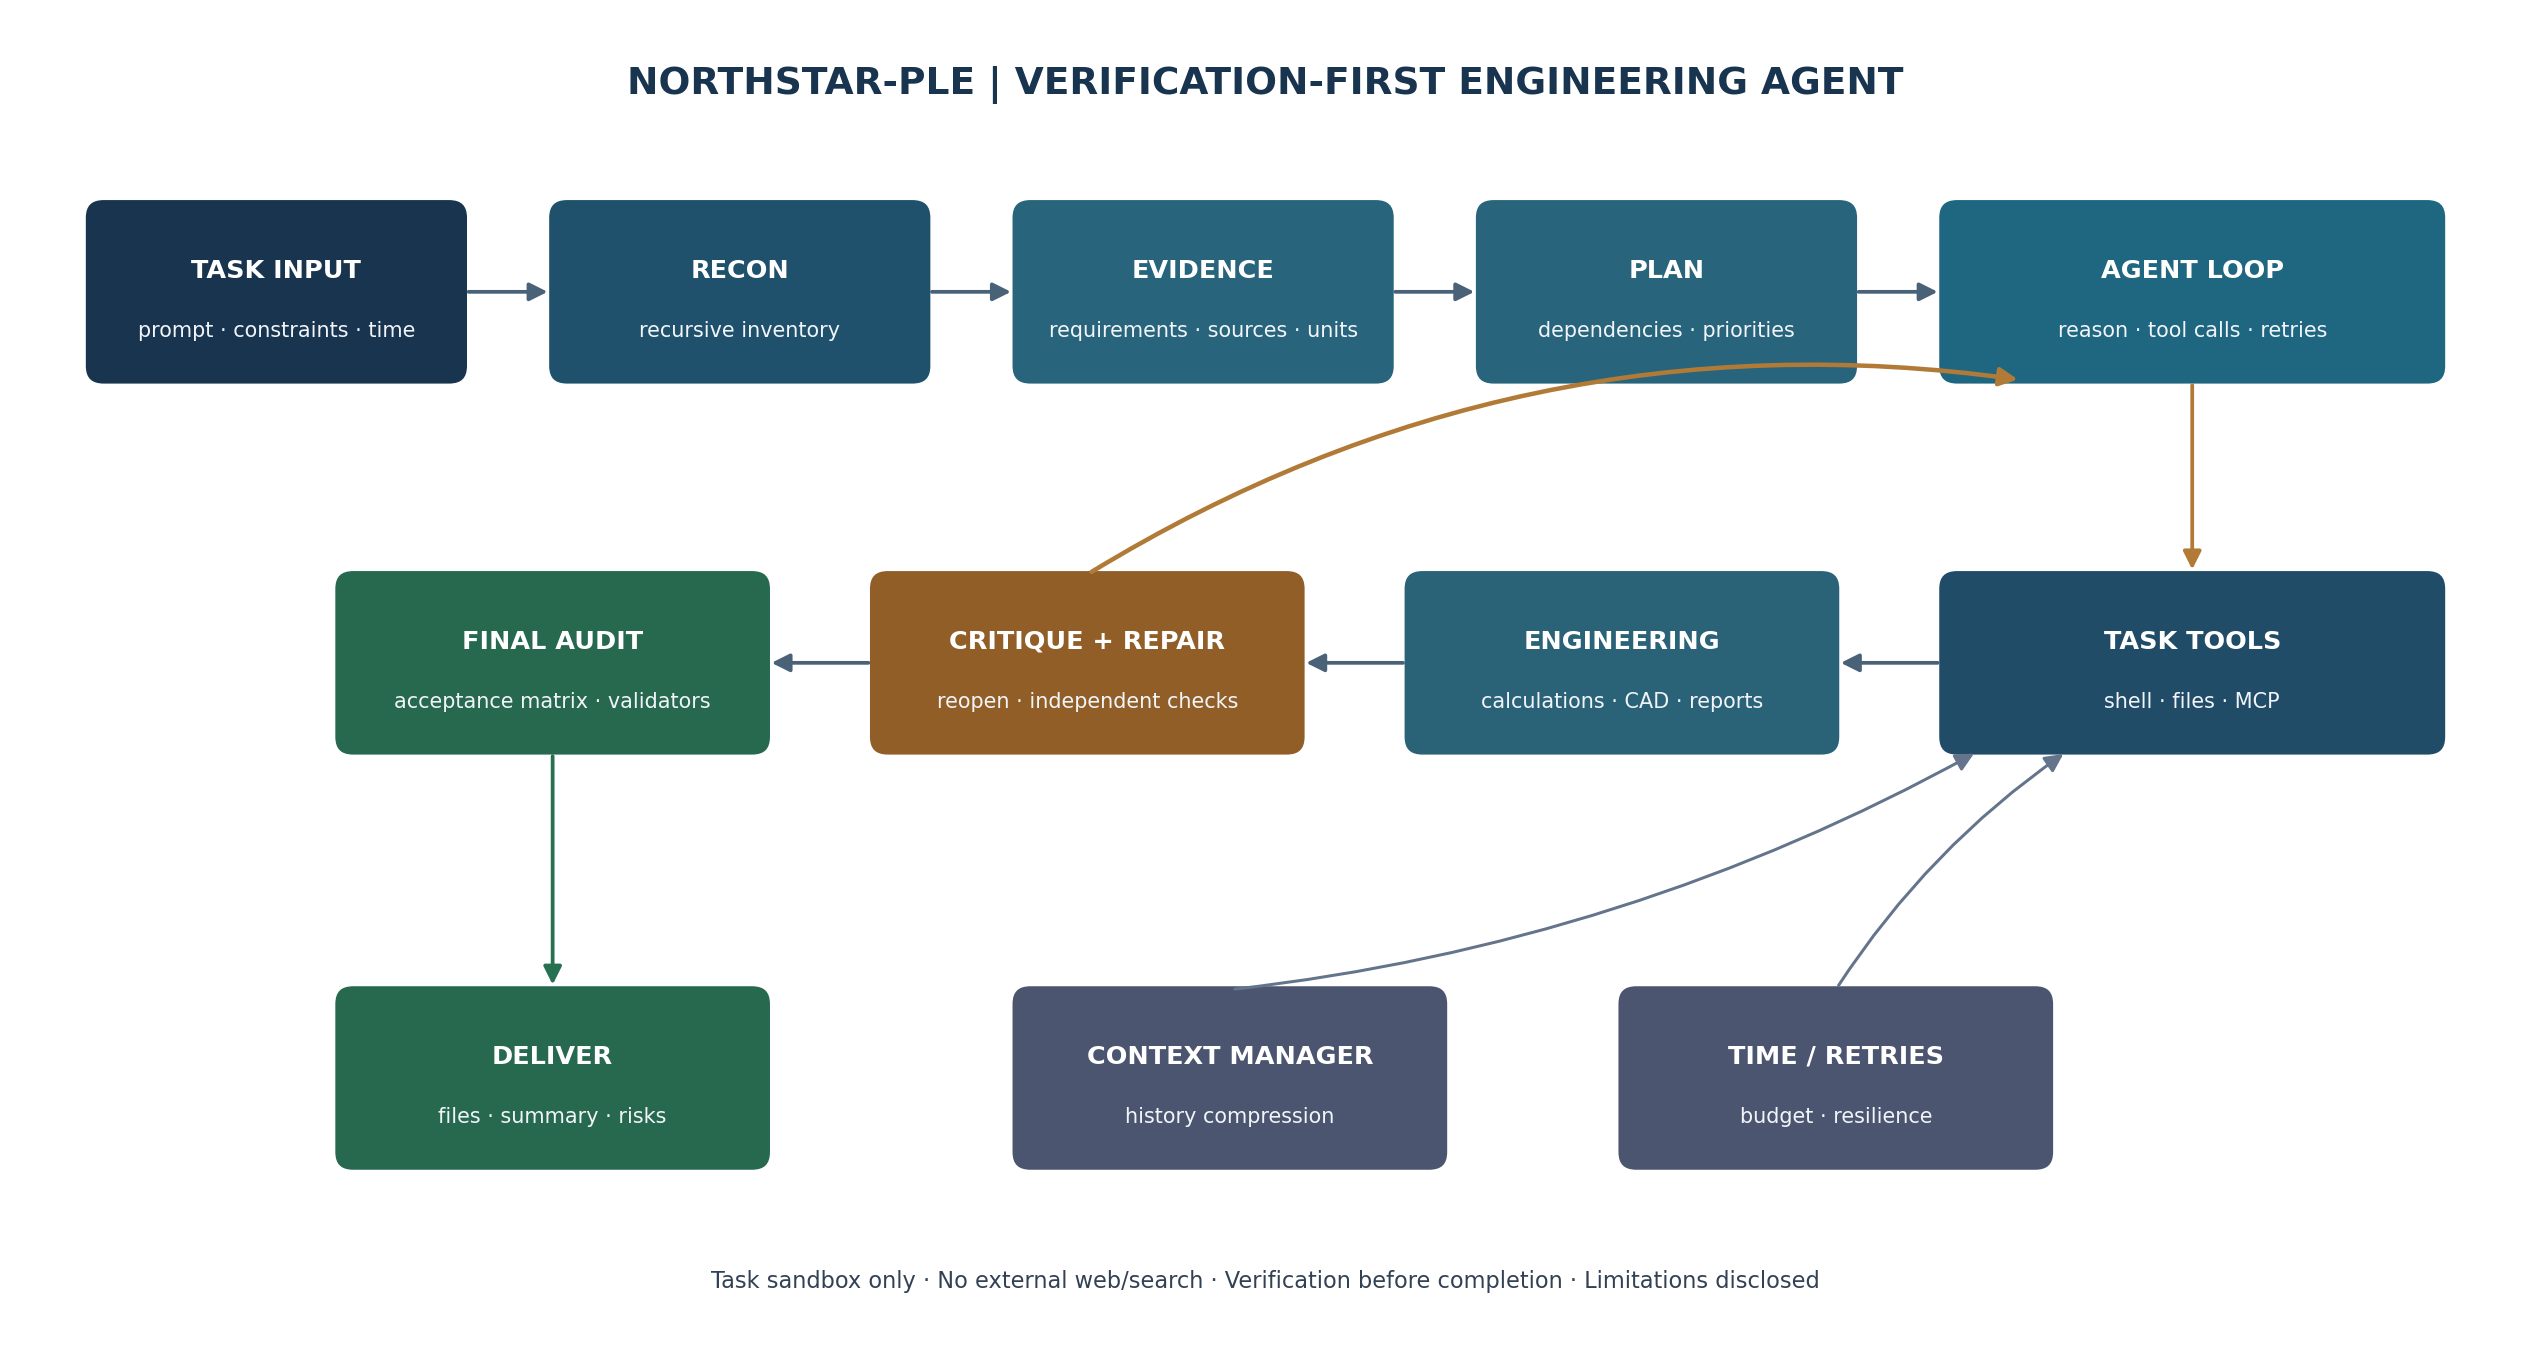 NORTHSTAR-PLE | VERIFICATION-FIRST ENGINEERING AGENT
TASK INPUT
prompt · constraints · time
RECON
recursive inventory
EVIDENCE
requirements · sources · units
PLAN
dependencies · priorities
AGENT LOOP
reason · tool calls · retries
FINAL AUDIT
acceptance matrix · validators
CRITIQUE + REPAIR
reopen · independent checks
ENGINEERING
calculations · CAD · reports
TASK TOOLS
shell · files · MCP
DELIVER
files · summary · risks
CONTEXT MANAGER
history compression
TIME / RETRIES
budget · resilience
Task sandbox only · No external web/search · Verification before completion · Limitations disclosed